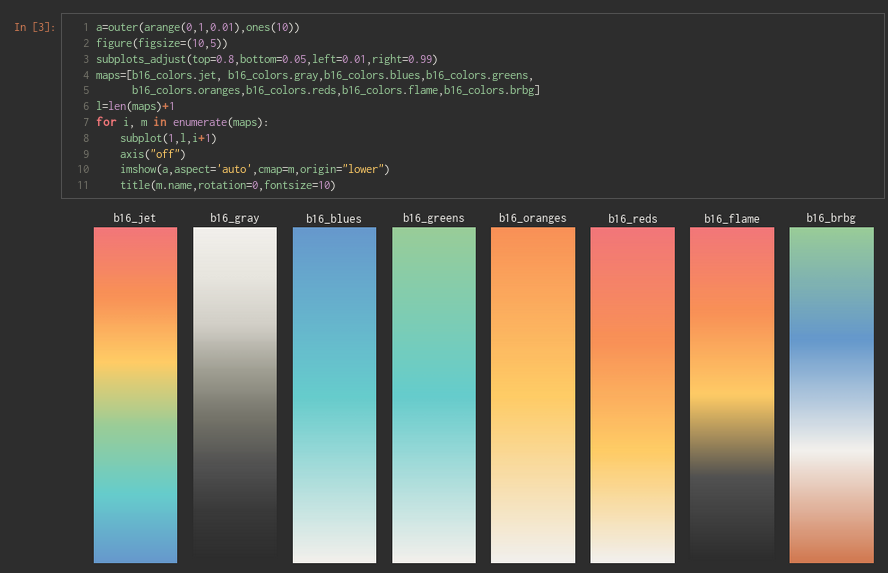 In [3]:
1 a=outer(arange(0,1,0.01),ones(10))
2 figure(figsize=(10,5))
3 subplots_adjust(top=0.8,bottom=0.05,left=0.01,right=0.99)
4 maps=[b16_colors.jet, b16_colors.gray,b16_colors.blues,b16_colors.greens,
5       b16_colors.oranges,b16_colors.reds,b16_colors.flame,b16_colors.brbg]
6 l=len(maps)+1
7 for i, m in enumerate(maps):
8     subplot(1,l,i+1)
9     axis("off")
10     imshow(a,aspect='auto',cmap=m,origin="lower")
11     title(m.name,rotation=0,fontsize=10)
b16_jet b16_gray b16_blues b16_greens b16_oranges b16_reds b16_flame b16_brbg